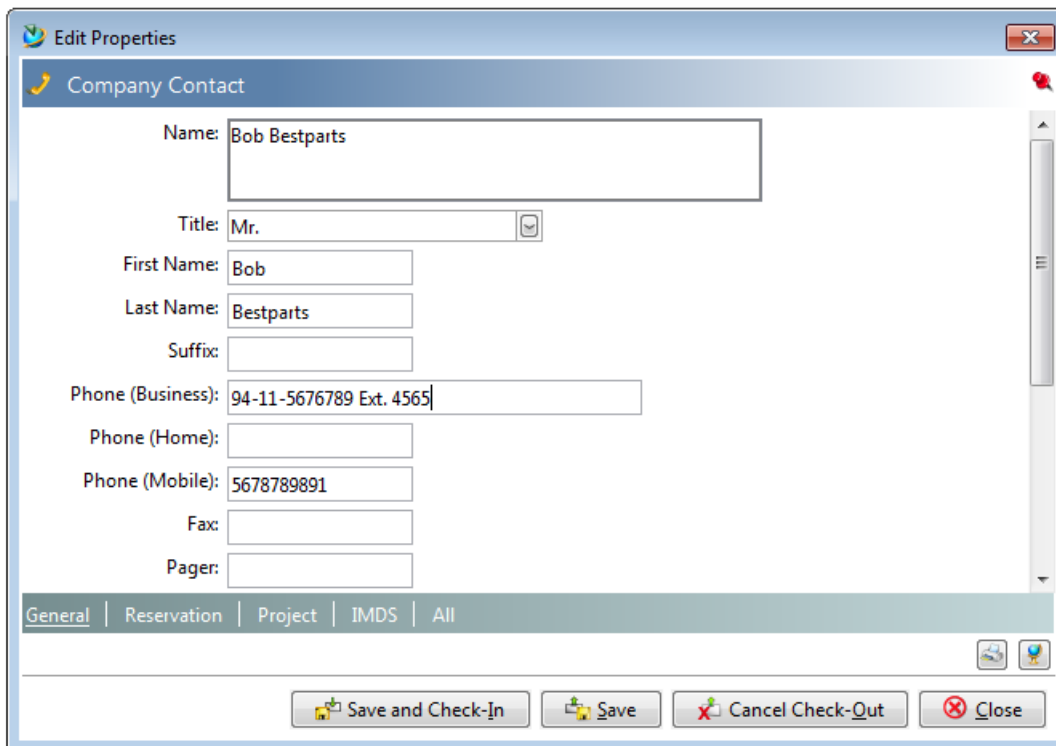 Edit Properties
Company Contact
Name: Bob Bestparts
Title: Mr.
First Name: Bob
Last Name: Bestparts
Suffix:
Phone (Business): 94-11-5676789 Ext. 4565
Phone (Home):
Phone (Mobile): 5678789891
Fax:
Pager:
General | Reservation | Project | IMDS | All
Save and Check-In Save Cancel Check-Out Close